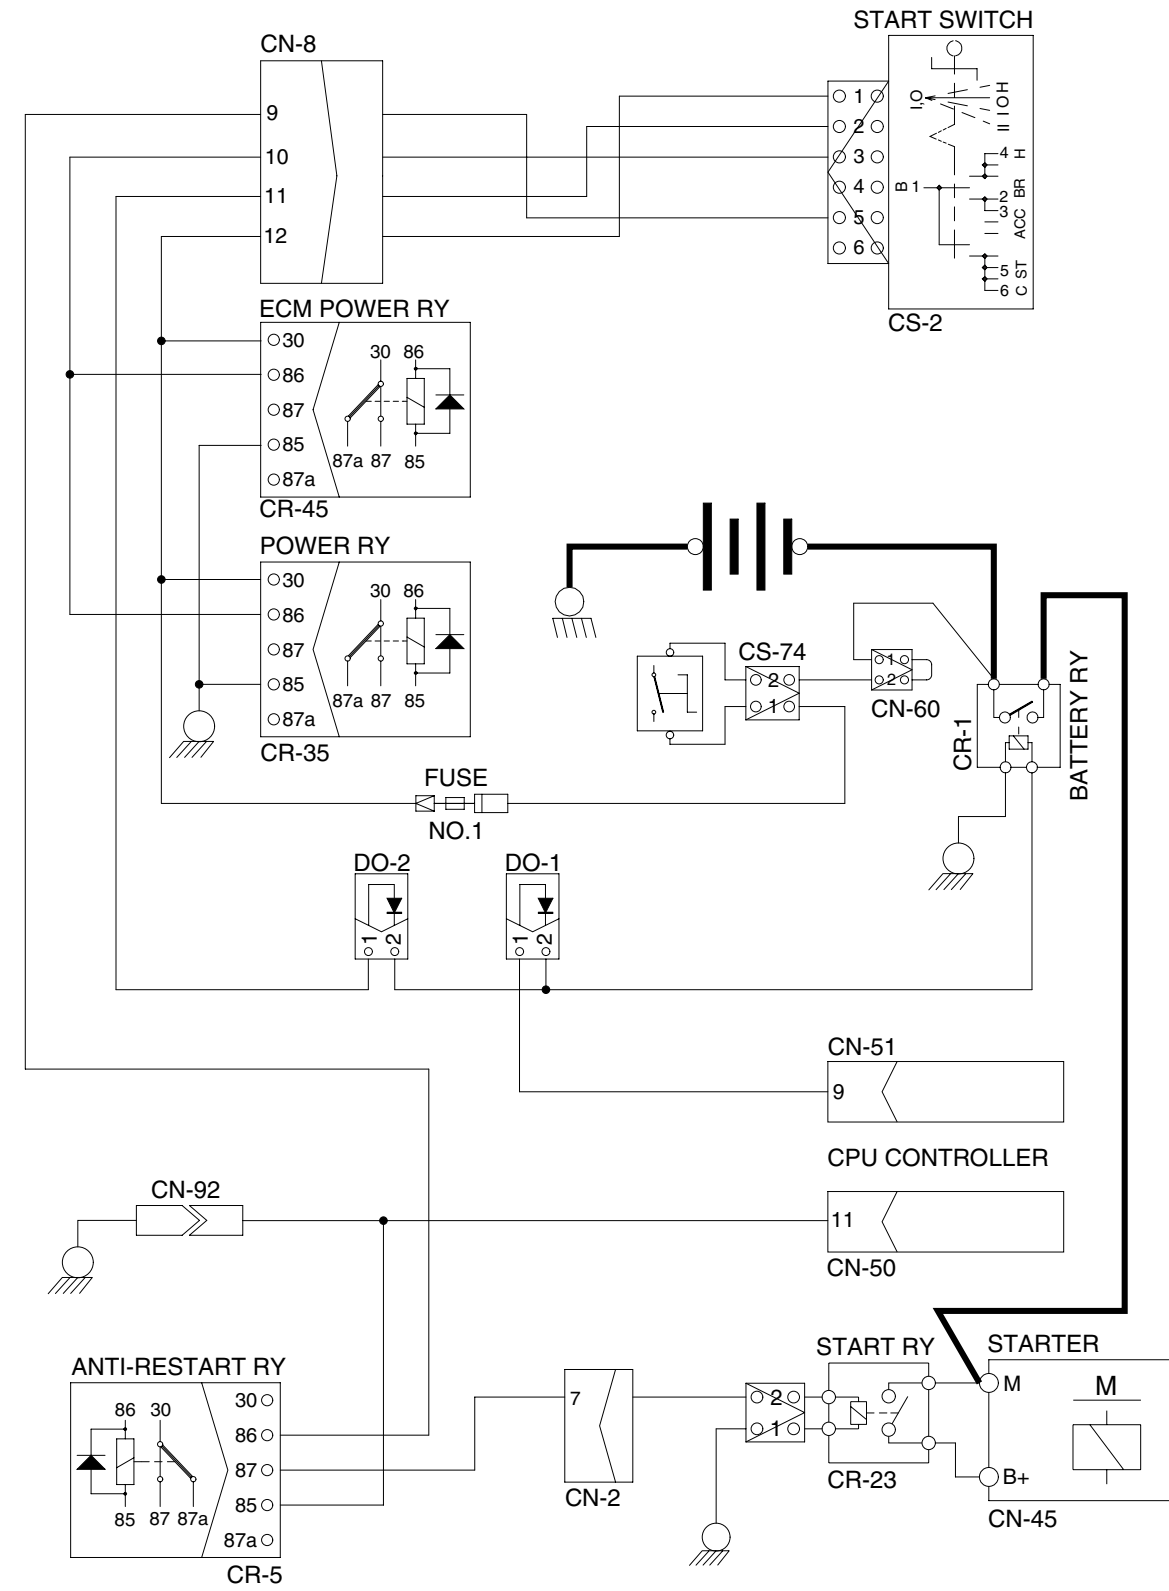 START SWITCH
CN-8
9
10
11
12
1
2
3
4
5
6
I,O
H
O
I
II
B 1
4 H
2 BR
3 ACC
5 ST
6 C
CS-2
ECM POWER RY
30
86
87
85
87a
30 86
87a 87 85
CR-45
POWER RY
30
86
87
85
87a
30 86
87a 87 85
CR-35
CS-74
2
1
1
2
CN-60
CR-1
BATTERY RY
FUSE
NO.1
DO-2
1 2
DO-1
1 2
CN-51
9
CPU CONTROLLER
CN-92
11
CN-50
ANTI-RESTART RY
86 30
85 87 87a
30
86
87
85
87a
CR-5
7
CN-2
2
1
START RY
CR-23
STARTER
M
M
B+
CN-45